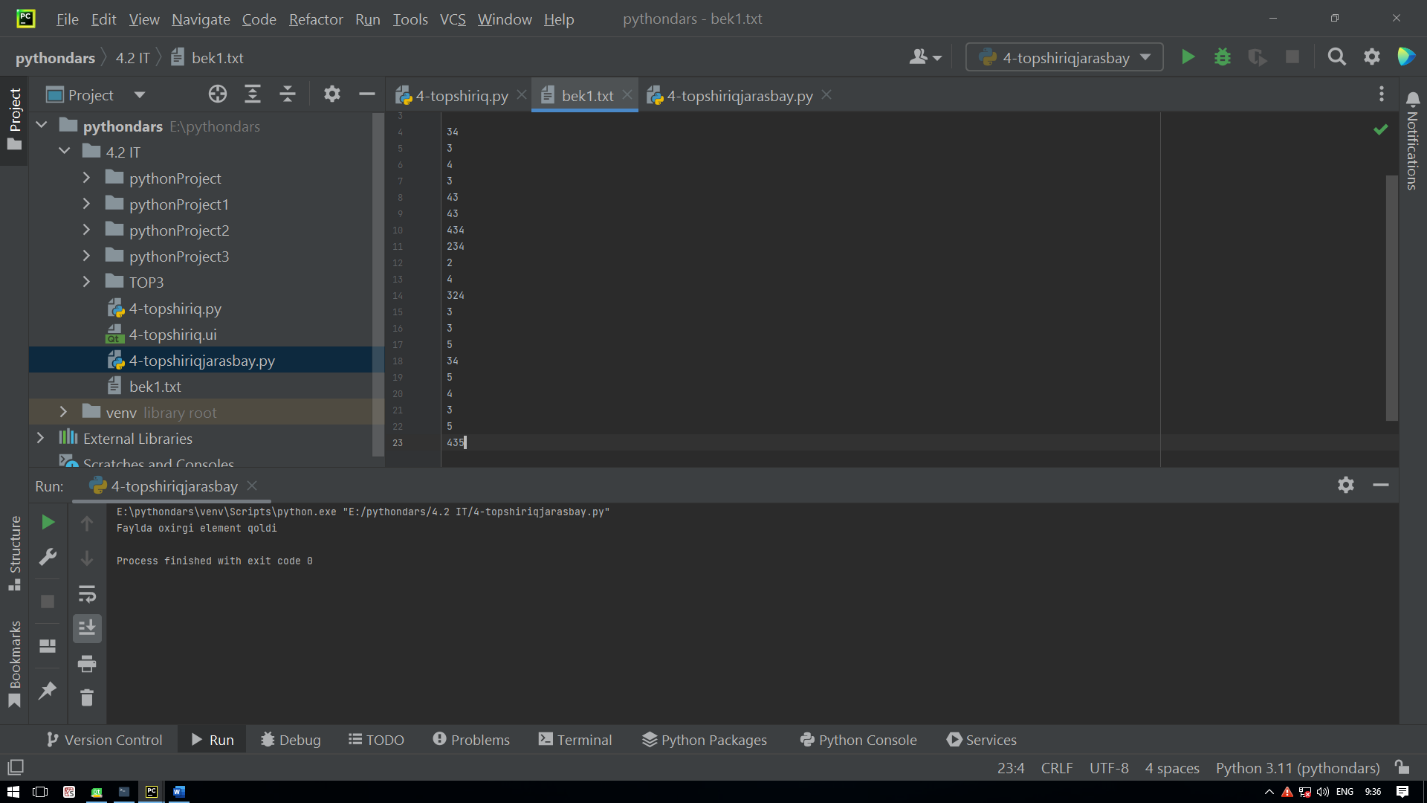 PC File Edit View Navigate Code Refactor Run Tools VCS Window Help pythondars - bek1.txt
pythondars 4.2 IT bek1.txt 4-topshiriqjarasbay
Project 4-topshiriq.py bek1.txt 4-topshiriqjarasbay.py
Project
Notifications
Structure
Bookmarks
pythondars E:\pythondars
4.2 IT
pythonProject
pythonProject1
pythonProject2
pythonProject3
TOP3
4-topshiriq.py
4-topshiriq.ui
4-topshiriqjarasbay.py
bek1.txt
venv library root
External Libraries
Scratches and Consoles
3
4 34
5 3
6 4
7 3
8 43
9 43
10 434
11 234
12 2
13 4
14 324
15 3
16 3
17 5
18 34
19 5
20 4
21 3
22 5
23 435
Run: 4-topshiriqjarasbay
E:\pythondars\venv\Scripts\python.exe "E:/pythondars/4.2 IT/4-topshiriqjarasbay.py"
Faylda oxirgi element qoldi
Process finished with exit code 0
Version Control Run Debug TODO Problems Terminal Python Packages Python Console Services
23:4 CRLF UTF-8 4 spaces Python 3.11 (pythondars)
ENG 9:36